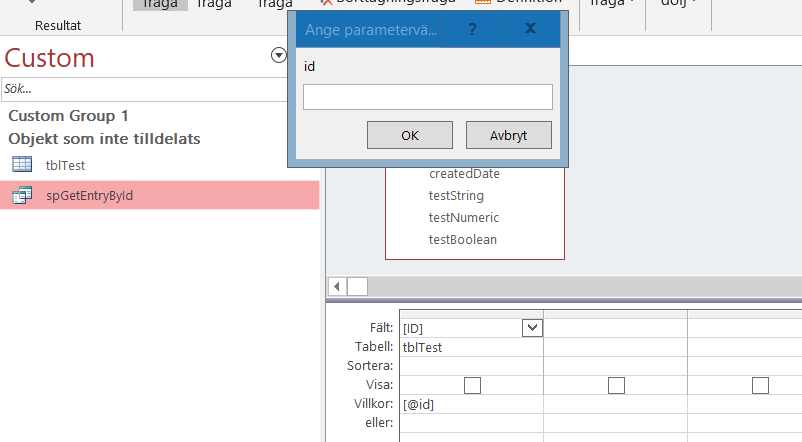 fråga
fråga
fråga
Borttagningsfråga
Definition
fråga
dölj
Resultat
Ange parametervä...
?
X
id
OK
Avbryt
Custom
Sök...
Custom Group 1
Objekt som inte tilldelats
tblTest
spGetEntryById
createdDate
testString
testNumeric
testBoolean
Fält: [ID]
Tabell: tblTest
Sortera:
Visa:
Villkor: [@id]
eller: